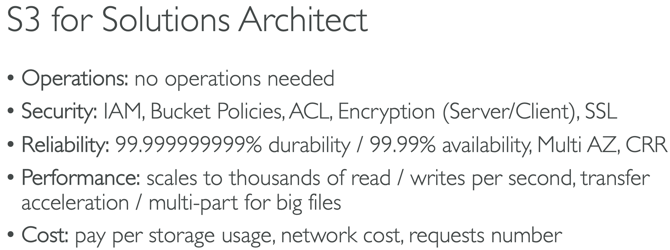 S3 for Solutions Architect
• Operations: no operations needed
• Security: IAM, Bucket Policies, ACL, Encryption (Server/Client), SSL
• Reliability: 99.999999999% durability / 99.99% availability, Multi AZ, CRR
• Performance: scales to thousands of read / writes per second, transfer
acceleration / multi-part for big files
• Cost: pay per storage usage, network cost, requests number